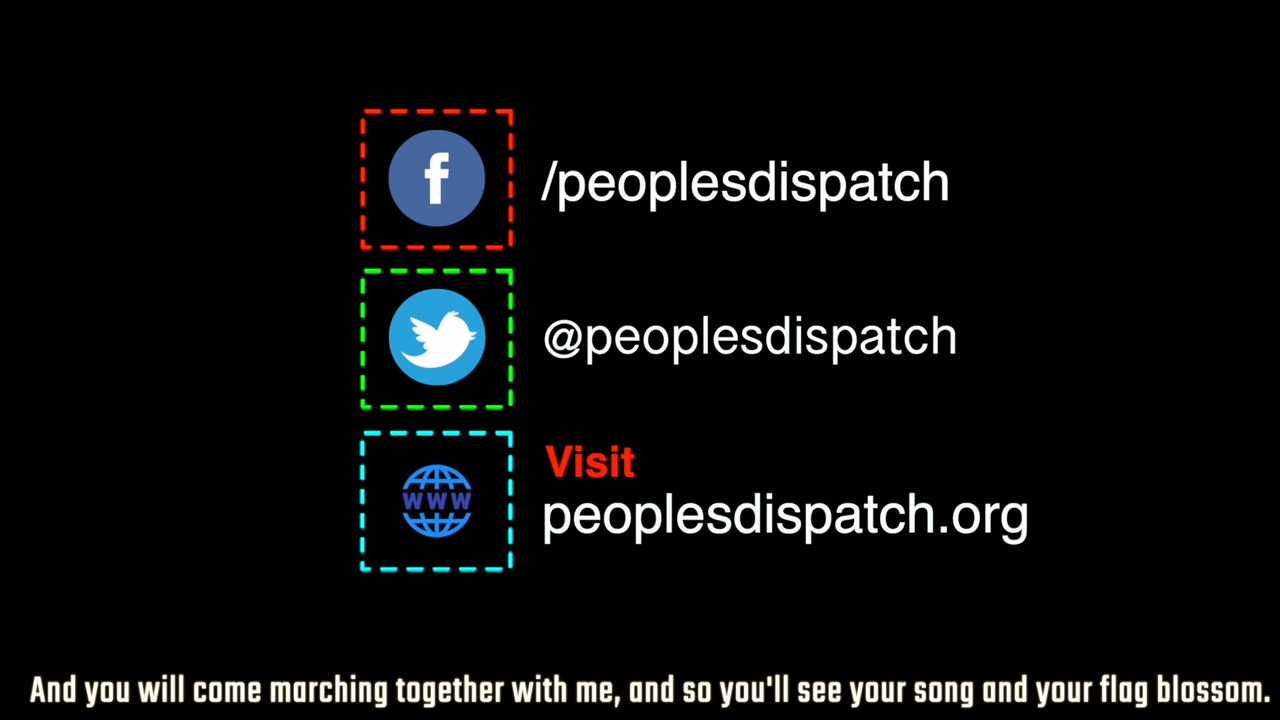 f
/peoplesdispatch
@peoplesdispatch
www
Visit
peoplesdispatch.org
And you will come marching together with me, and so you'll see your song and your flag blossom.